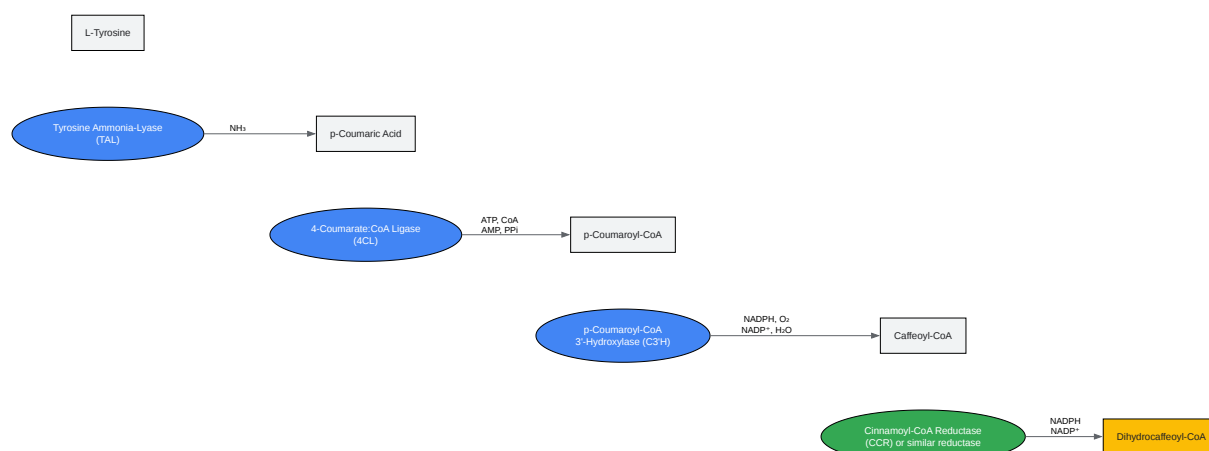 L-Tyrosine
Tyrosine Ammonia-Lyase
(TAL)
NH₃
p-Coumaric Acid
4-Coumarate:CoA Ligase
(4CL)
ATP, CoA
AMP, PPi
p-Coumaroyl-CoA
p-Coumaroyl-CoA
3'-Hydroxylase (C3'H)
NADPH, O₂
NADP⁺, H₂O
Caffeoyl-CoA
Cinnamoyl-CoA Reductase
(CCR) or similar reductase
NADPH
NADP⁺
Dihydrocaffeoyl-CoA